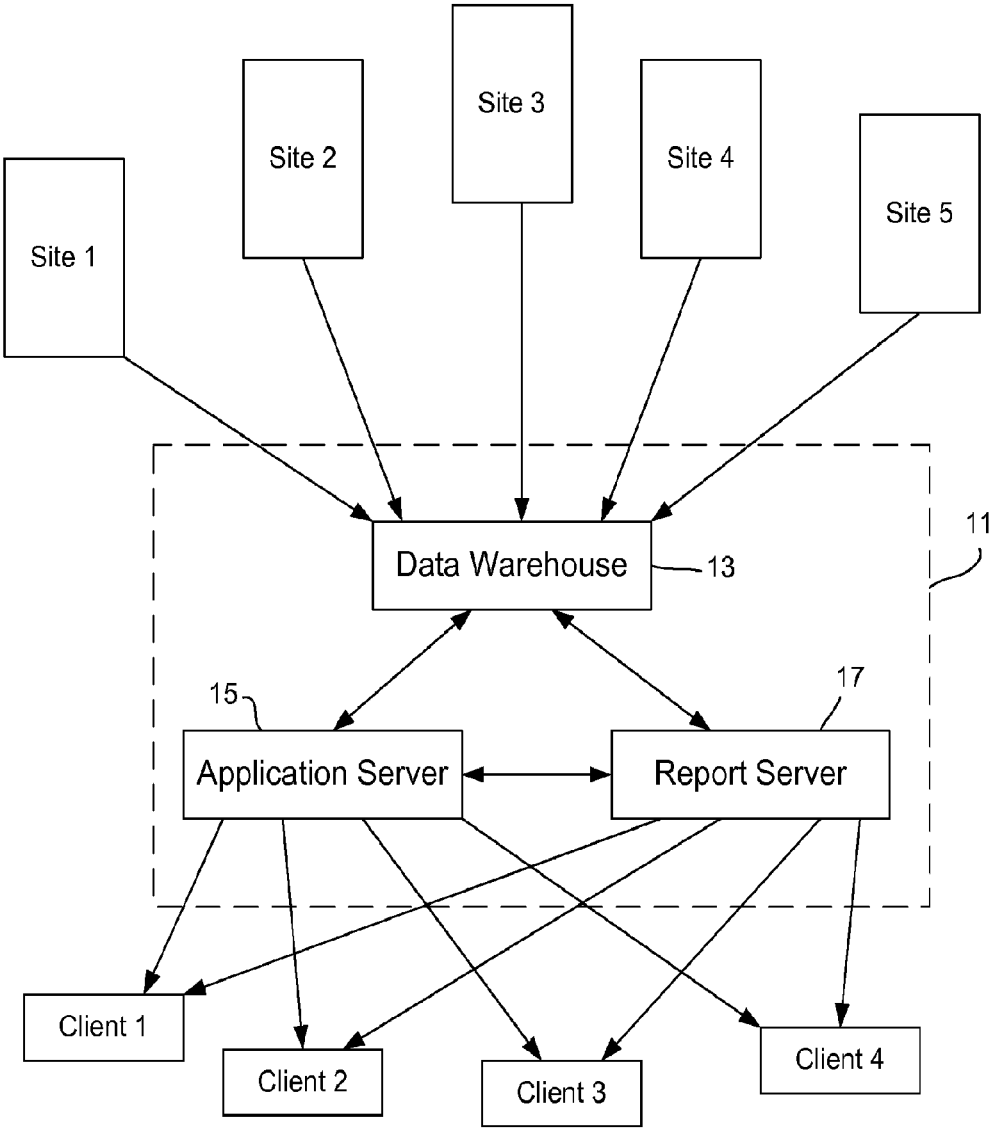 Site 3
Site 2
Site 4
Site 5
Site 1
11
Data Warehouse
13
15
17
Application Server
Report Server
Client 1
Client 2
Client 3
Client 4